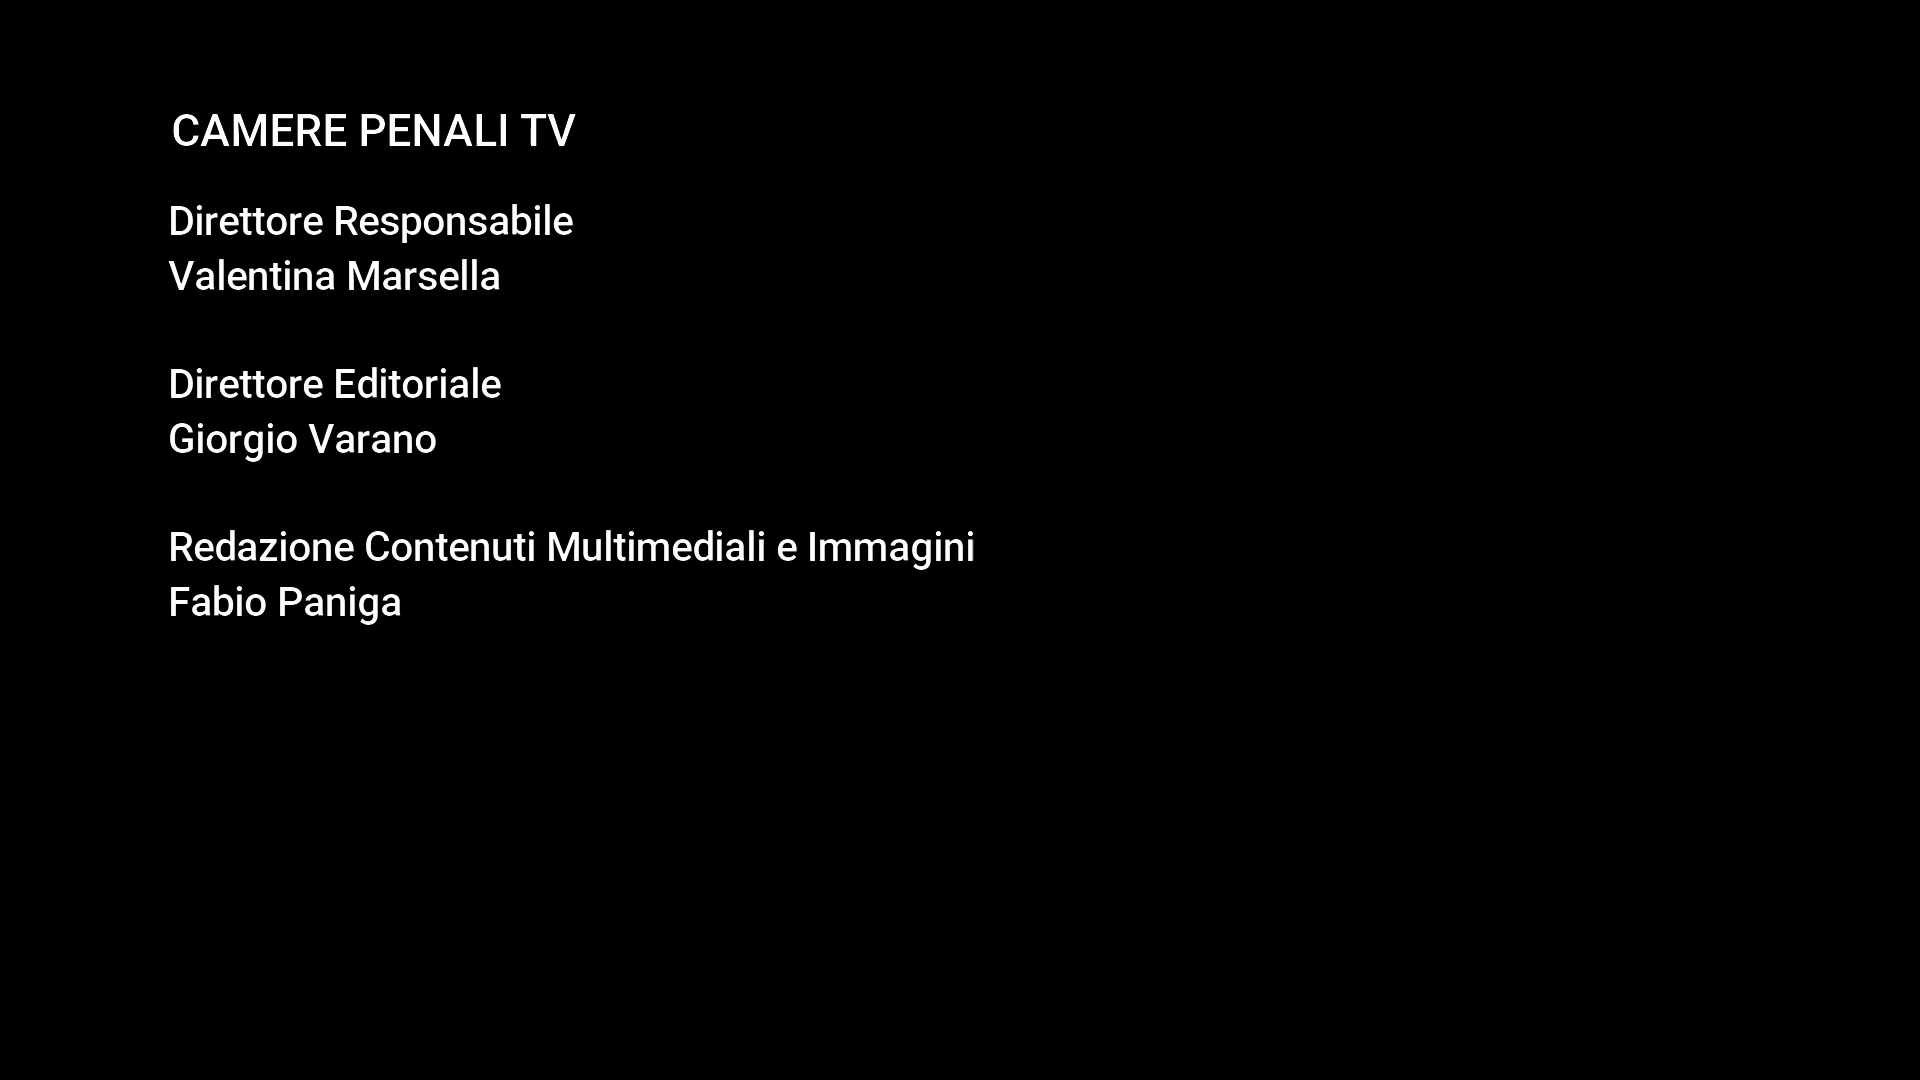 CAMERE PENALI TV
Direttore Responsabile
Valentina Marsella
Direttore Editoriale
Giorgio Varano
Redazione Contenuti Multimediali e Immagini
Fabio Paniga